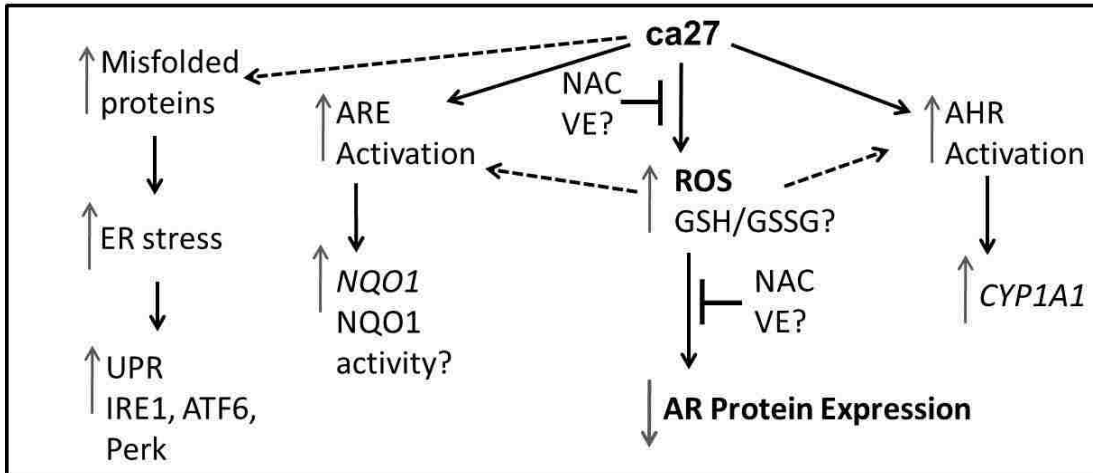 ca27
Misfolded
proteins
ARE
Activation
NAC
VE?
AHR
Activation
ROS
GSH/GSSG?
ER stress
NQO1
NQO1
activity?
NAC
VE?
CYP1A1
UPR
IRE1, ATF6,
Perk
AR Protein Expression